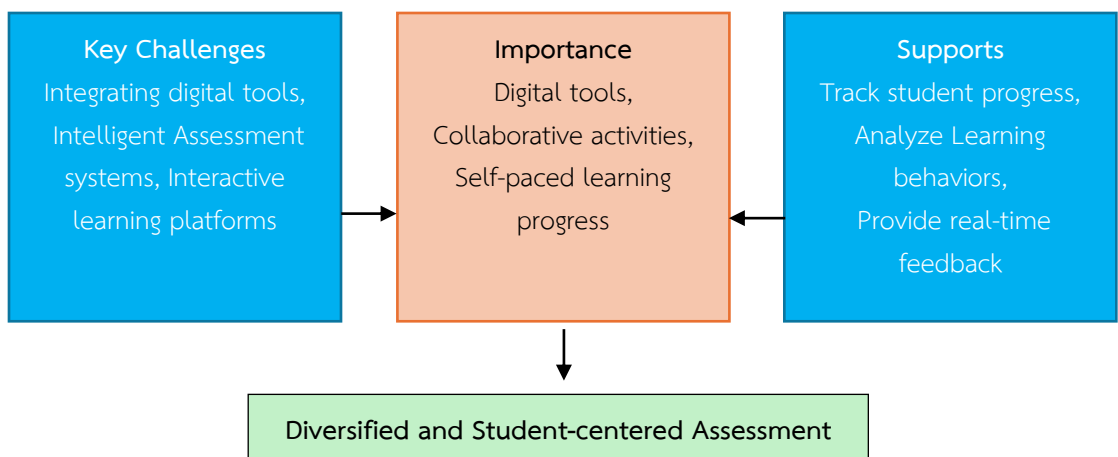 Key Challenges
Integrating digital tools,
Intelligent Assessment
systems, Interactive
learning platforms
Importance
Digital tools,
Collaborative activities,
Self-paced learning
progress
Supports
Track student progress,
Analyze Learning
behaviors,
Provide real-time
feedback
Diversified and Student-centered Assessment